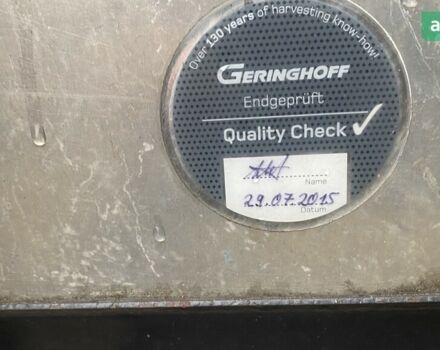 Over 130 years of harvesting know-how!
GERINGHOFF
Endgeprüft
Quality Check
Name
29.07.2015
Datum